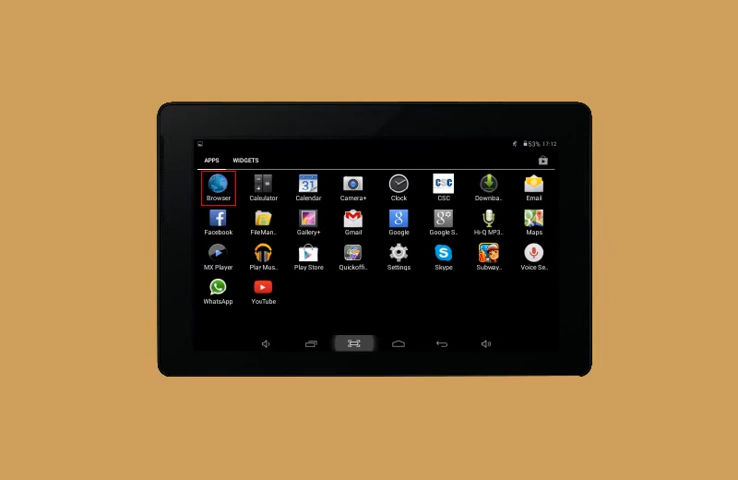 53% 17:12
APPS WIDGETS
31 CSC
Browser Calculator Calendar Camera+ Clock CSC Downloa.. Email
8 8+
Facebook FileMan.. Gallery+ Gmail Google Google S.. Hi-Q MP3.. Maps
MX Player Play Mus.. Play Store Quickoffi.. Settings Skype Subway.. Voice Se..
WhatsApp YouTube